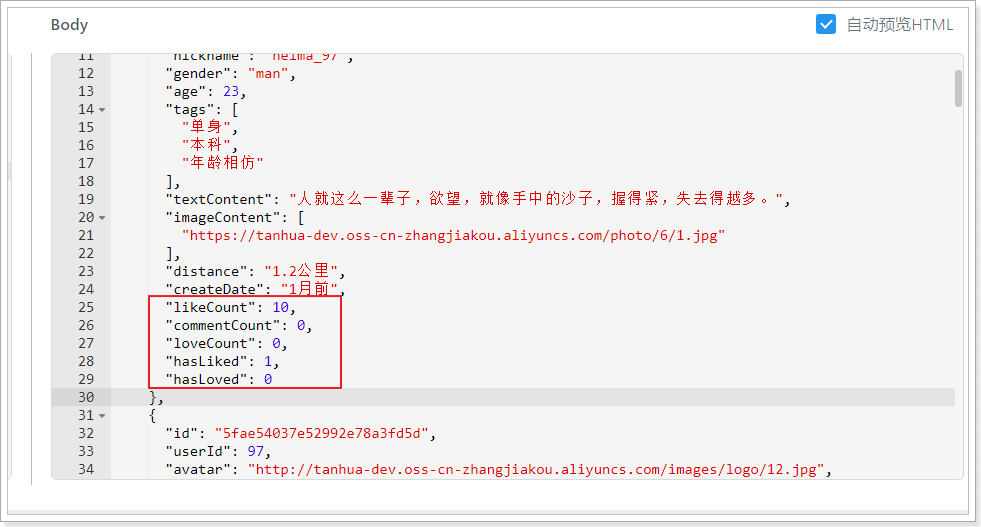 Body
自动预览HTML
11 "nickname": "heima_97",
12 "gender": "man",
13 "age": 23,
14 "tags": [
15 "单身",
16 "本科",
17 "年龄相仿"
18 ],
19 "textContent": "人就这么一辈子，欲望，就像手中的沙子，握得紧，失去得越多。",
20 "imageContent": [
21 "https://tanhua-dev.oss-cn-zhangjiakou.aliyuncs.com/photo/6/1.jpg"
22 ],
23 "distance": "1.2公里",
24 "createDate": "1月前",
25 "likeCount": 10,
26 "commentCount": 0,
27 "loveCount": 0,
28 "hasLiked": 1,
29 "hasLoved": 0
30 },
31 {
32 "id": "5fae54037e52992e78a3fd5d",
33 "userId": 97,
34 "avatar": "http://tanhua-dev.oss-cn-zhangjiakou.aliyuncs.com/images/logo/12.jpg",